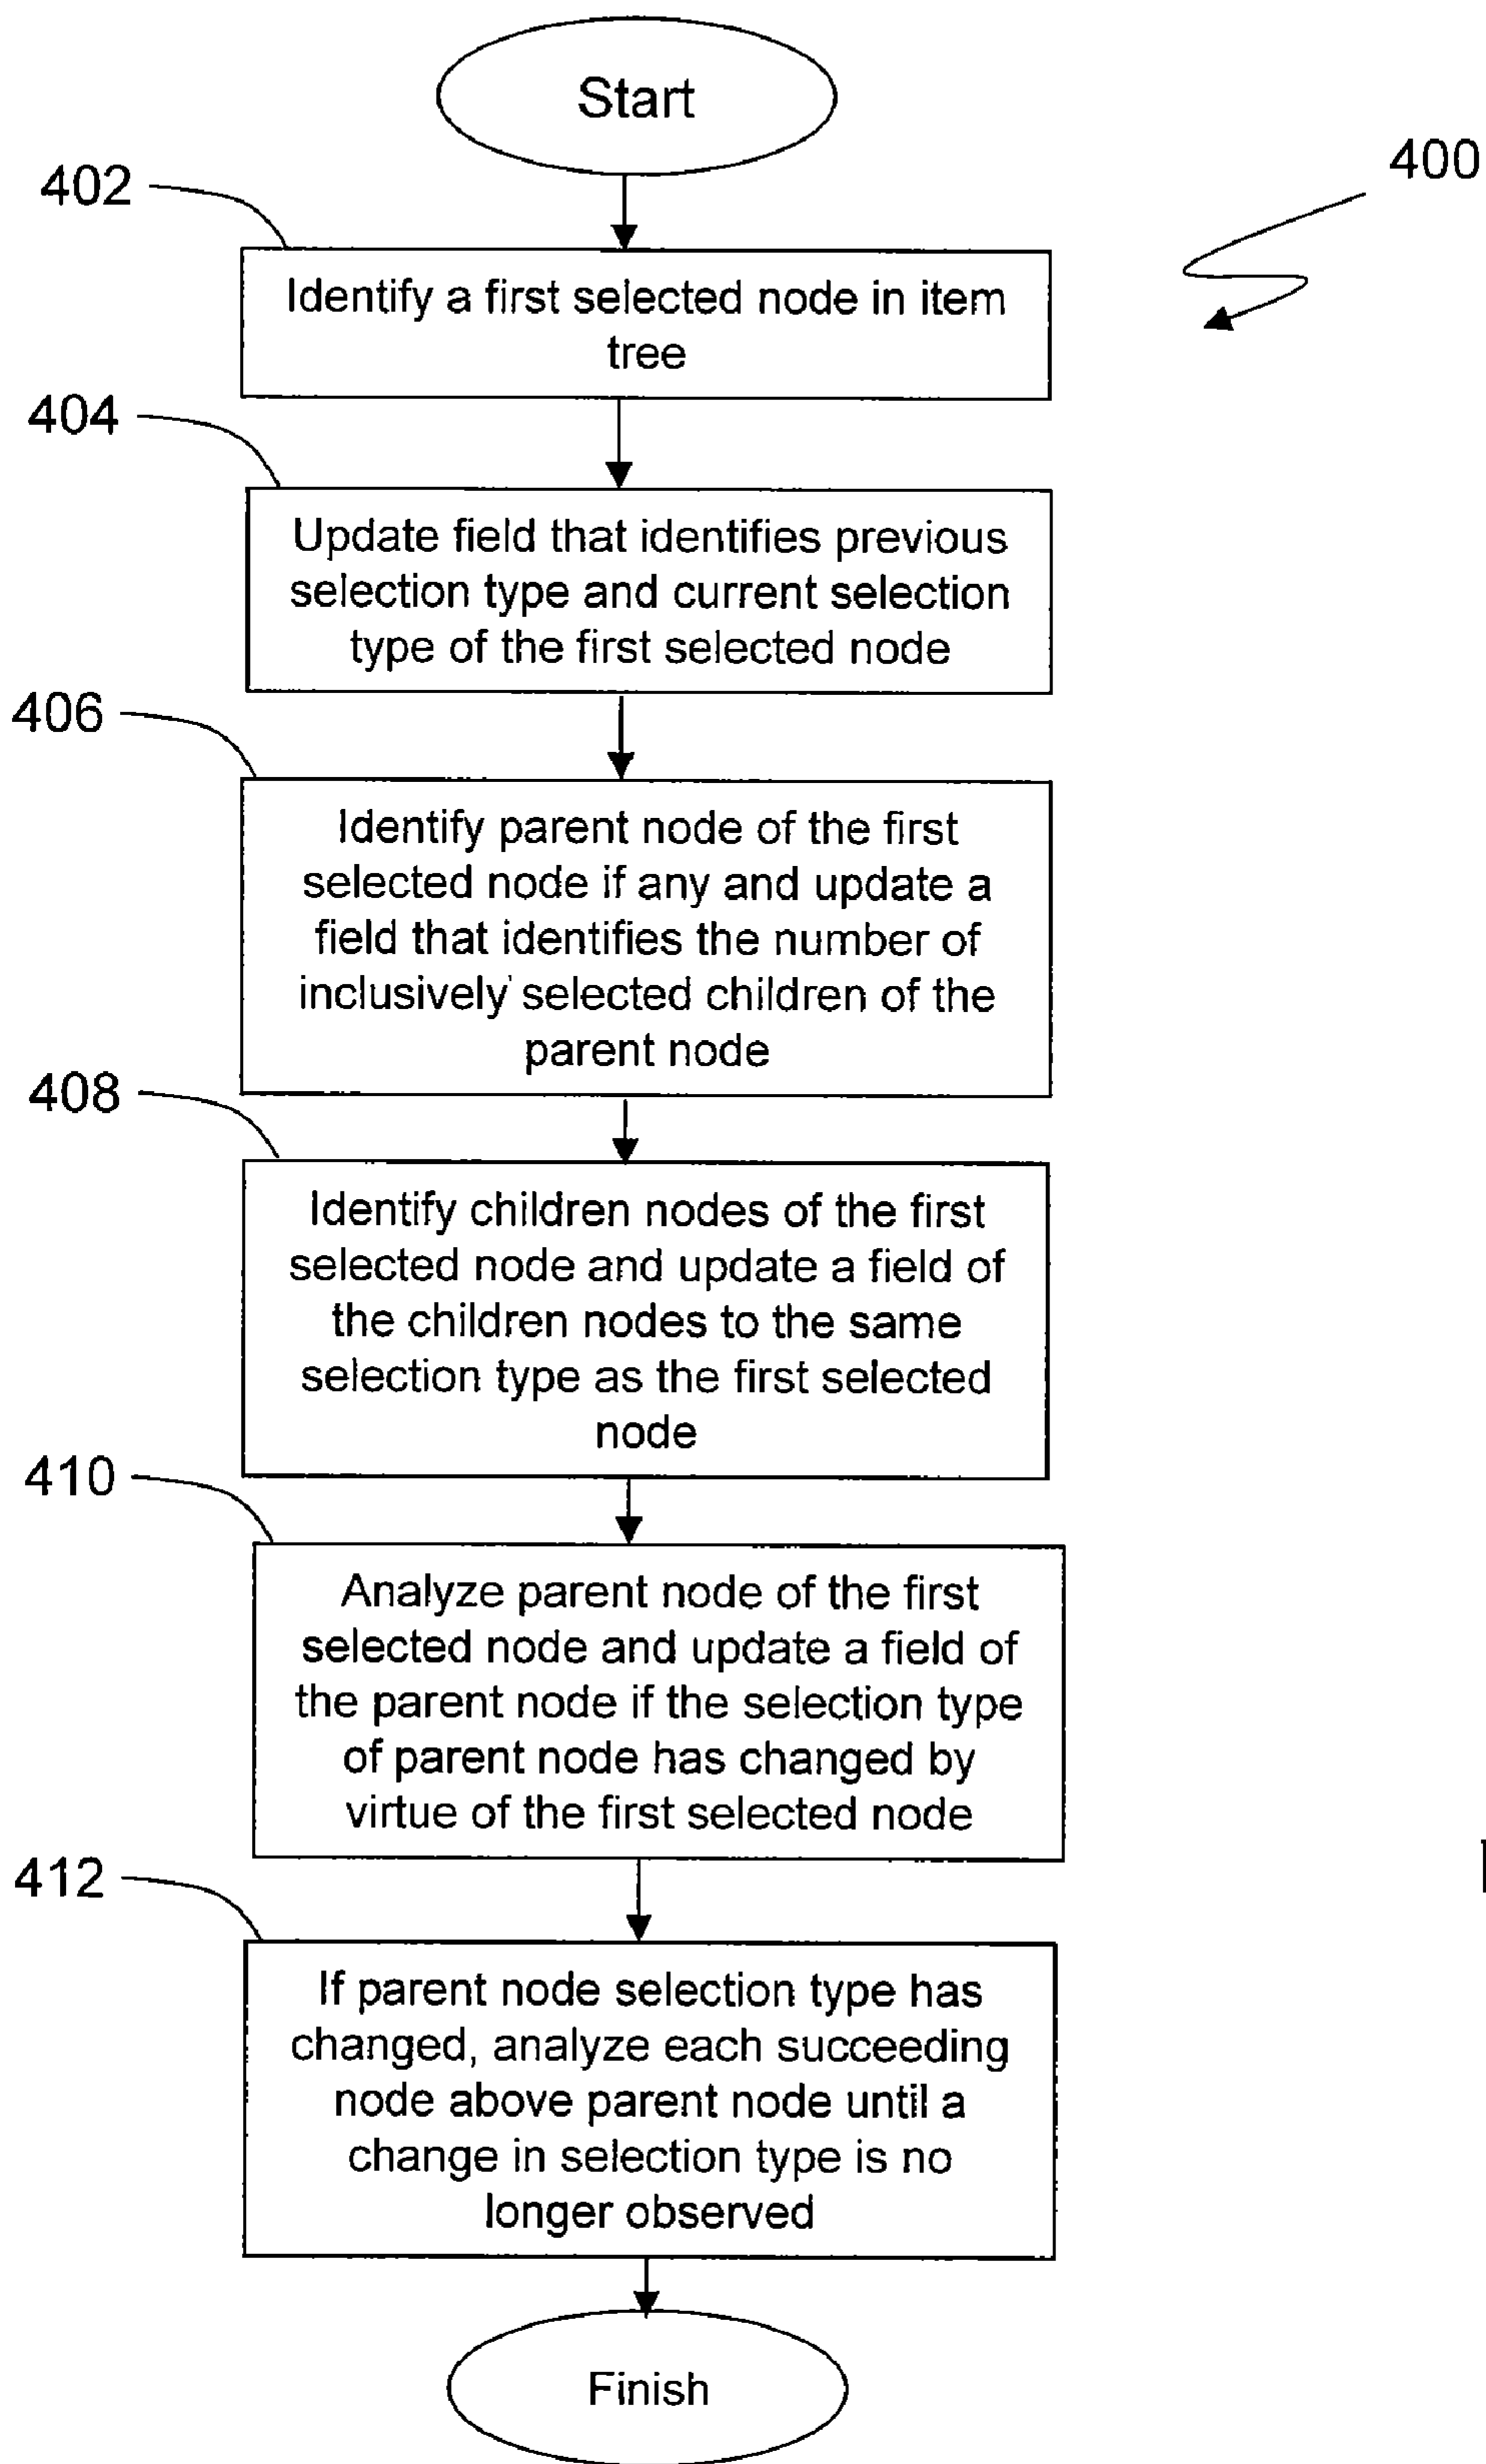 Start
402
400
Identify a first selected node in item
tree
404
Update field that identifies previous
selection type and current selection
type of the first selected node
406
Identify parent node of the first
selected node if any and update a
field that identifies the number of
inclusively selected children of the
parent node
408
Identify children nodes of the first
selected node and update a field of
the children nodes to the same
selection type as the first selected
node
410
Analyze parent node of the first
selected node and update a field of
the parent node if the selection type
of parent node has changed by
virtue of the first selected node
412
If parent node selection type has
changed, analyze each succeeding
node above parent node until a
change in selection type is no
longer observed
Finish